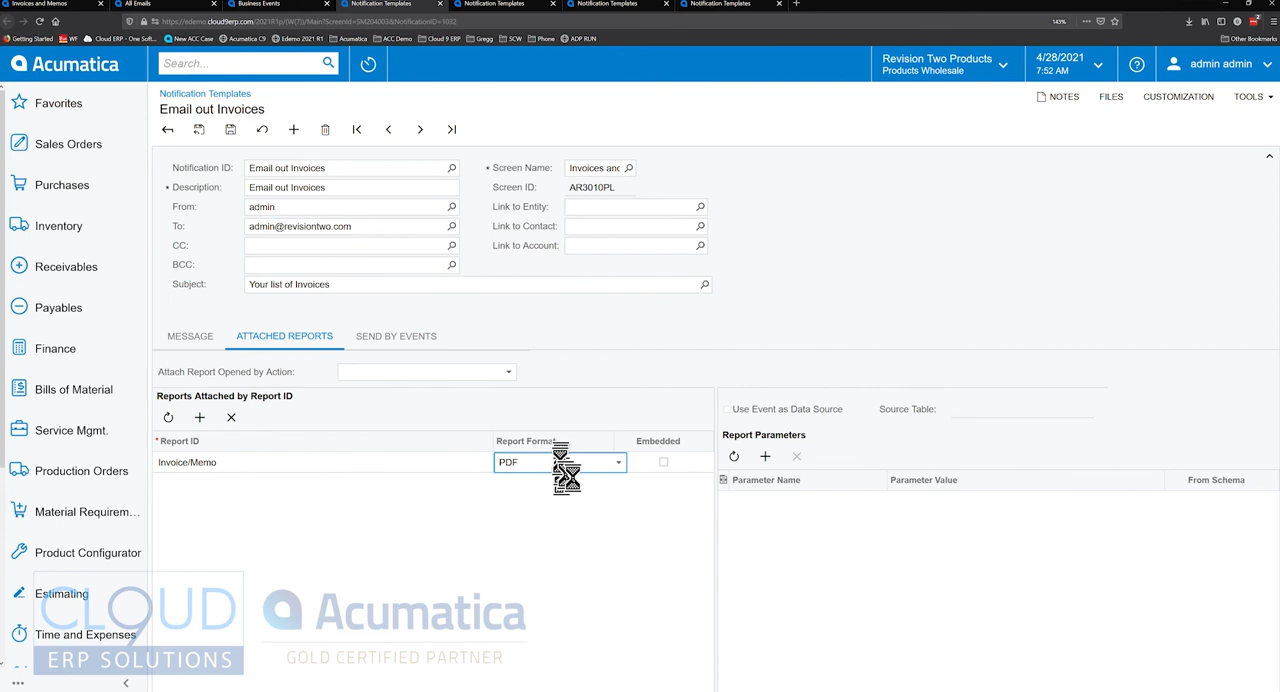 Invoices and Memos
All Emails
Business Events
Notification Templates
Notification Templates
Notification Templates
Notification Templates
https://edemo.cloud9erp.com/2021R1p/(W(7))/Main?ScreenId=SM204003&NotificationID=1032
143%
Getting Started
WF
Cloud ERP - One Soft...
New ACC Case
Acumatica C9
Edemo 2021 R1
Acumatica
ACC Demo
Cloud 9 ERP
Gregg
SCW
Phone
ADP RUN
Other Bookmarks
Acumatica
Search...
Revision Two Products
Products Wholesale
4/28/2021
7:52 AM
admin admin
Favorites
Sales Orders
Purchases
Inventory
Receivables
Payables
Finance
Bills of Material
Service Mgmt.
Production Orders
Material Requirem...
Product Configurator
Estimating
Time and Expenses
Notification Templates
Email out Invoices
NOTES
FILES
CUSTOMIZATION
TOOLS
Notification ID: Email out Invoices
* Description: Email out Invoices
From: admin
To: admin@revisiontwo.com
CC:
BCC:
Subject: Your list of Invoices
* Screen Name: Invoices anc
Screen ID: AR3010PL
Link to Entity:
Link to Contact:
Link to Account:
MESSAGE
ATTACHED REPORTS
SEND BY EVENTS
Attach Report Opened by Action:
Reports Attached by Report ID
* Report ID
Report Format
Embedded
Invoice/Memo
PDF
Use Event as Data Source
Source Table:
Report Parameters
Parameter Name
Parameter Value
From Schema
CLOUD9
ERP SOLUTIONS
Acumatica
GOLD CERTIFIED PARTNER